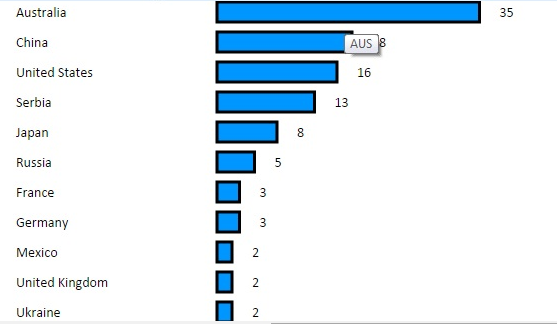 Australia 35
China AUS 8
United States 16
Serbia 13
Japan 8
Russia 5
France 3
Germany 3
Mexico 2
United Kingdom 2
Ukraine 2